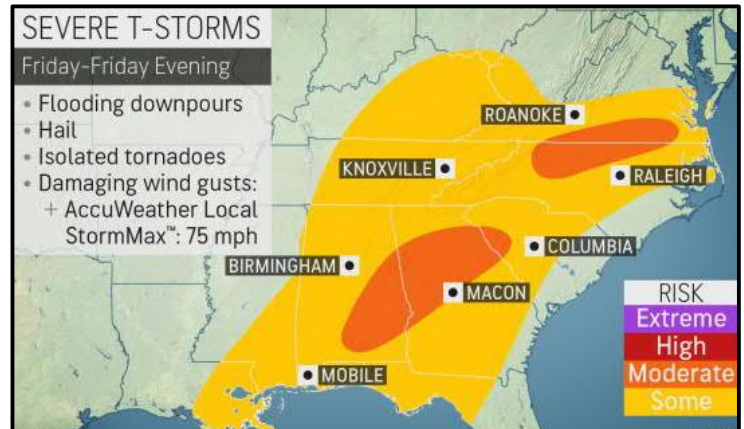 SEVERE T-STORMS
Friday-Friday Evening
• Flooding downpours
• Hail
• Isolated tornadoes
• Damaging wind gusts:
+ AccuWeather Local
StormMax™: 75 mph
ROANOKE
KNOXVILLE
RALEIGH
COLUMBIA
BIRMINGHAM
MACON
MOBILE
RISK
Extreme
High
Moderate
Some